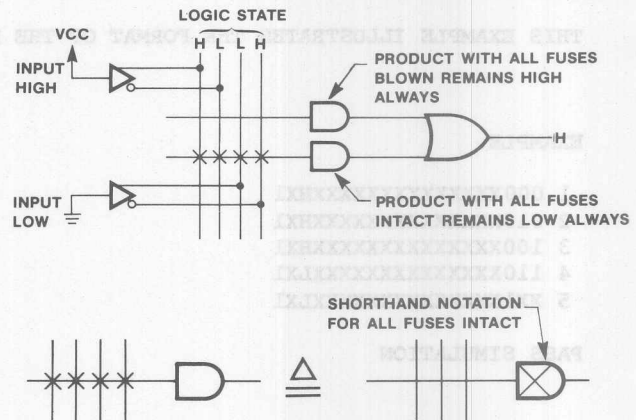 LOGIC STATE
VCC
H L L H
INPUT
HIGH
PRODUCT WITH ALL FUSES
BLOWN REMAINS HIGH
ALWAYS
H
INPUT
LOW
PRODUCT WITH ALL FUSES
INTACT REMAINS LOW ALWAYS
SHORTHAND NOTATION
FOR ALL FUSES INTACT